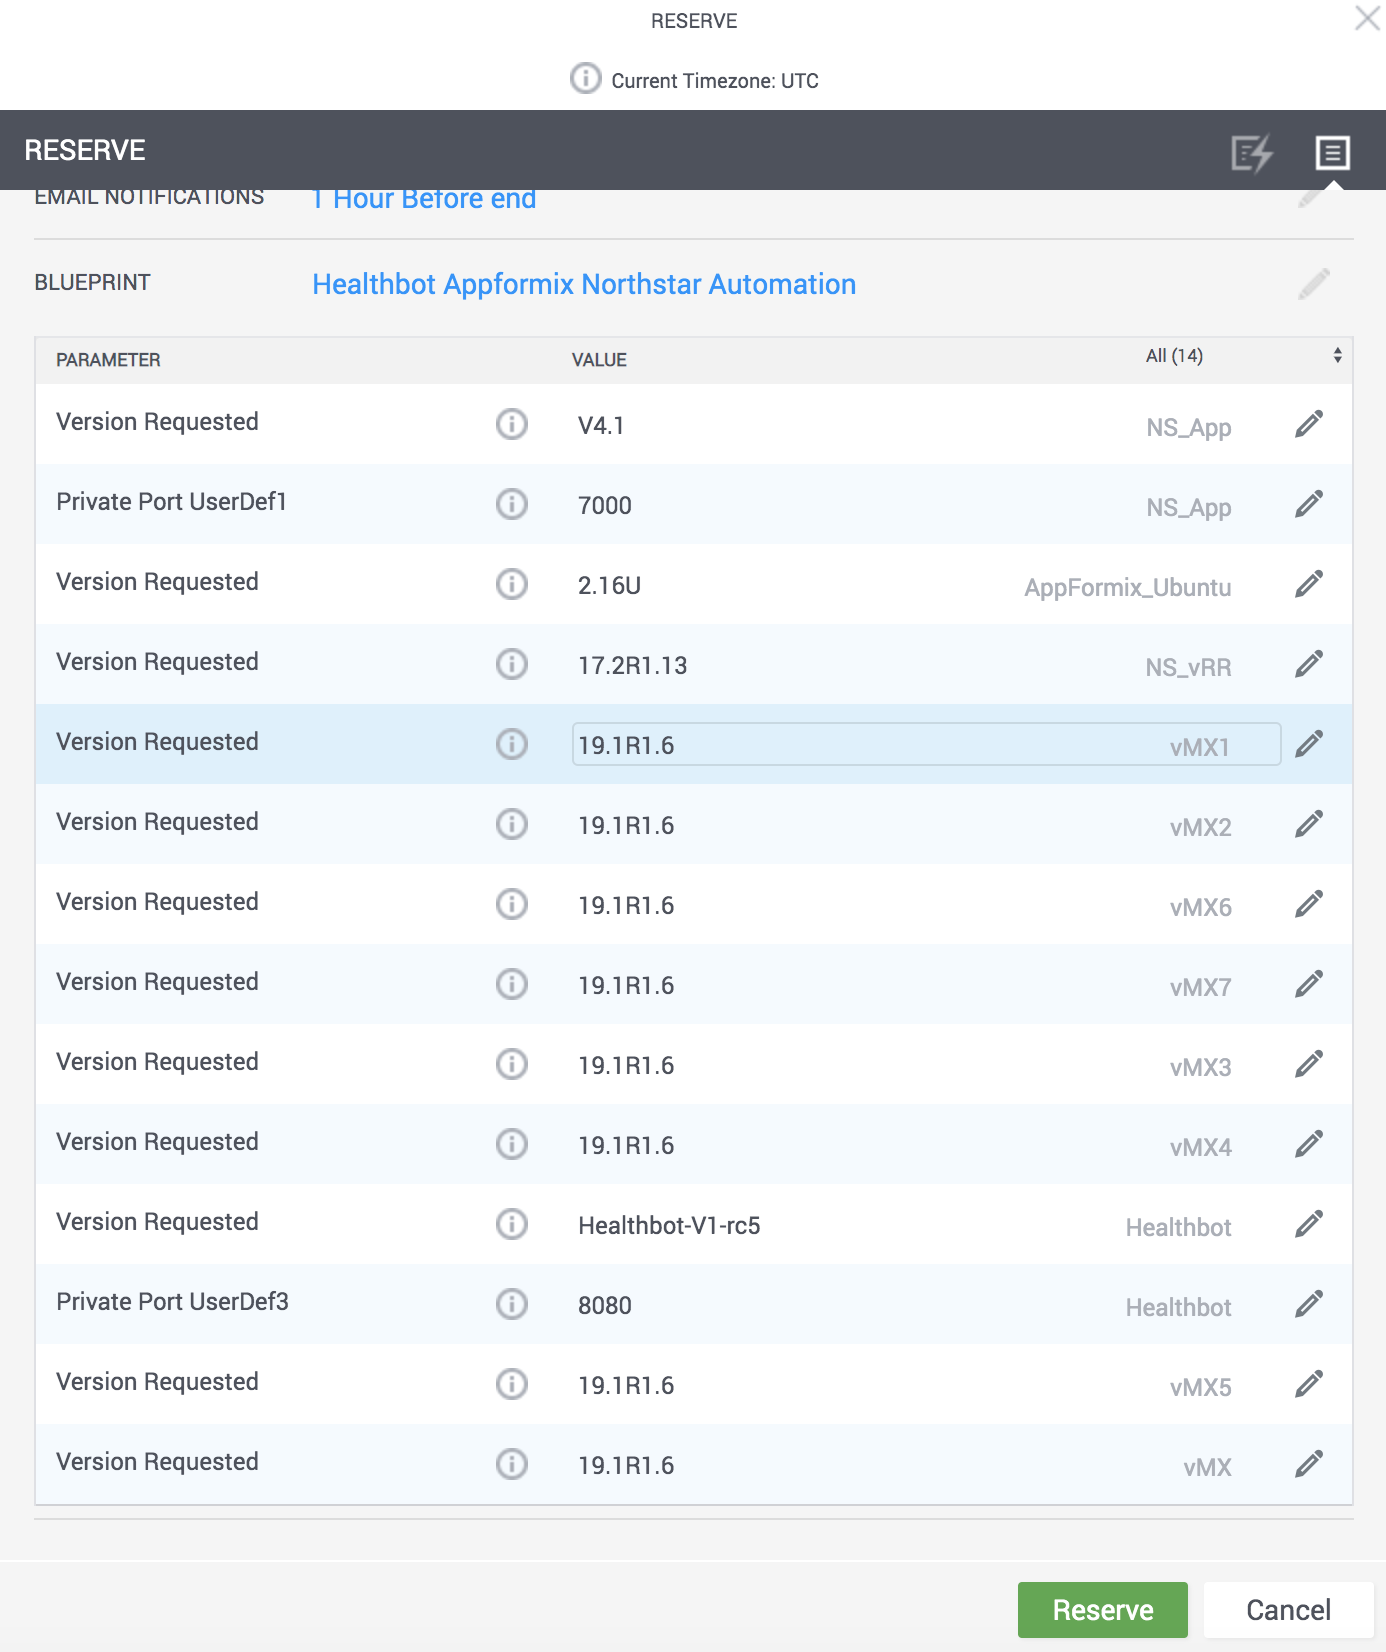 RESERVE
Current Timezone: UTC
RESERVE
EMAIL NOTIFICATIONS 1 Hour Before end
BLUEPRINT Healthbot Appformix Northstar Automation
PARAMETER VALUE All (14)
Version Requested V4.1 NS_App
Private Port UserDef1 7000 NS_App
Version Requested 2.16U AppFormix_Ubuntu
Version Requested 17.2R1.13 NS_vRR
Version Requested 19.1R1.6 vMX1
Version Requested 19.1R1.6 vMX2
Version Requested 19.1R1.6 vMX6
Version Requested 19.1R1.6 vMX7
Version Requested 19.1R1.6 vMX3
Version Requested 19.1R1.6 vMX4
Version Requested Healthbot-V1-rc5 Healthbot
Private Port UserDef3 8080 Healthbot
Version Requested 19.1R1.6 vMX5
Version Requested 19.1R1.6 vMX
Reserve Cancel